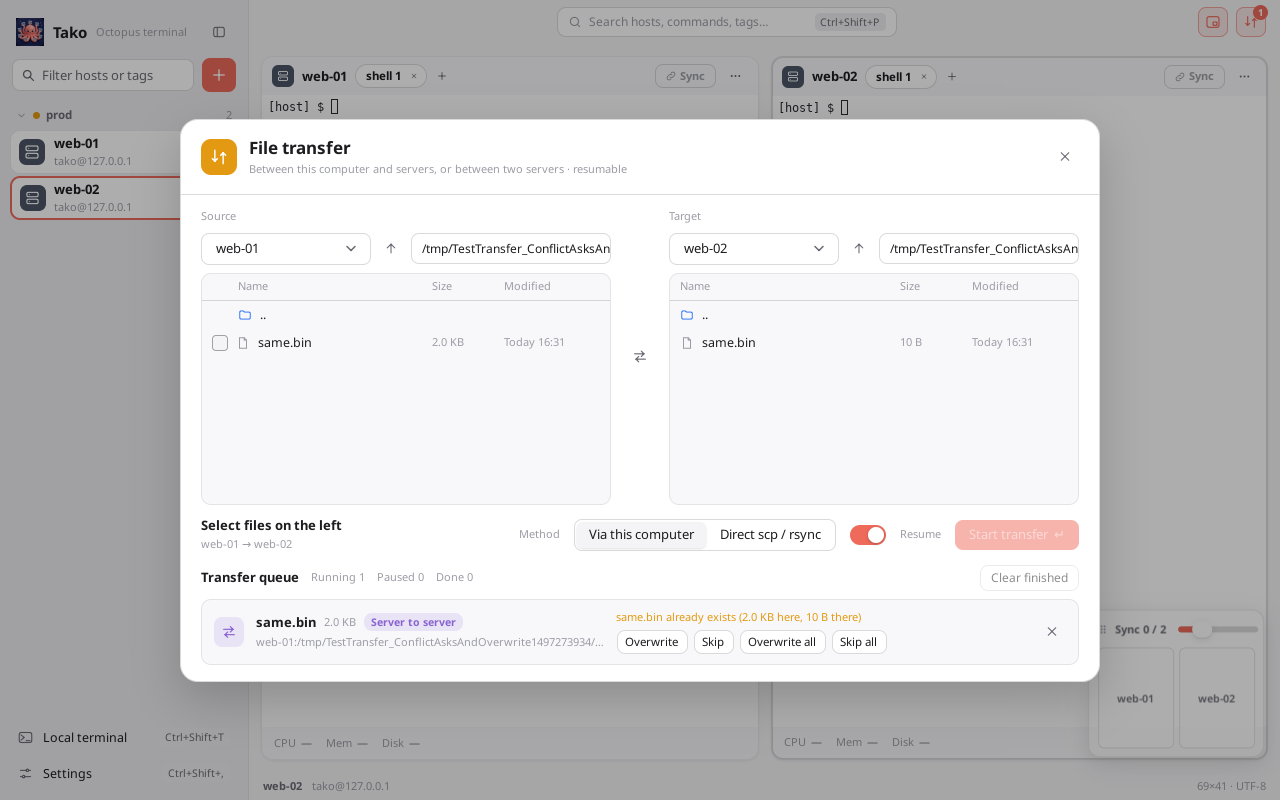 Tako Octopus terminal
Search hosts, commands, tags... Ctrl+Shift+P
1
Filter hosts or tags
prod 2
web-01
tako@127.0.0.1
web-02
tako@127.0.0.1
web-01 shell 1 × + Sync ···
[host] $
web-02 shell 1 × + Sync ···
[host] $
File transfer
Between this computer and servers, or between two servers · resumable
Source
web-01 ↑ /tmp/TestTransfer_ConflictAsksAn
Name Size Modified
..
same.bin 2.0 KB Today 16:31
Target
web-02 ↑ /tmp/TestTransfer_ConflictAsksAn
Name Size Modified
..
same.bin 10 B Today 16:31
Select files on the left
web-01 → web-02
Method Via this computer Direct scp / rsync Resume Start transfer ↵
Transfer queue Running 1 Paused 0 Done 0 Clear finished
same.bin 2.0 KB Server to server
web-01:/tmp/TestTransfer_ConflictAsksAndOverwrite1497273934/...
same.bin already exists (2.0 KB here, 10 B there)
Overwrite Skip Overwrite all Skip all
Sync 0 / 2
web-01 web-02
Local terminal Ctrl+Shift+T
Settings Ctrl+Shift+,
CPU — Mem — Disk —
CPU — Mem — Disk —
web-02 tako@127.0.0.1 69×41 · UTF-8